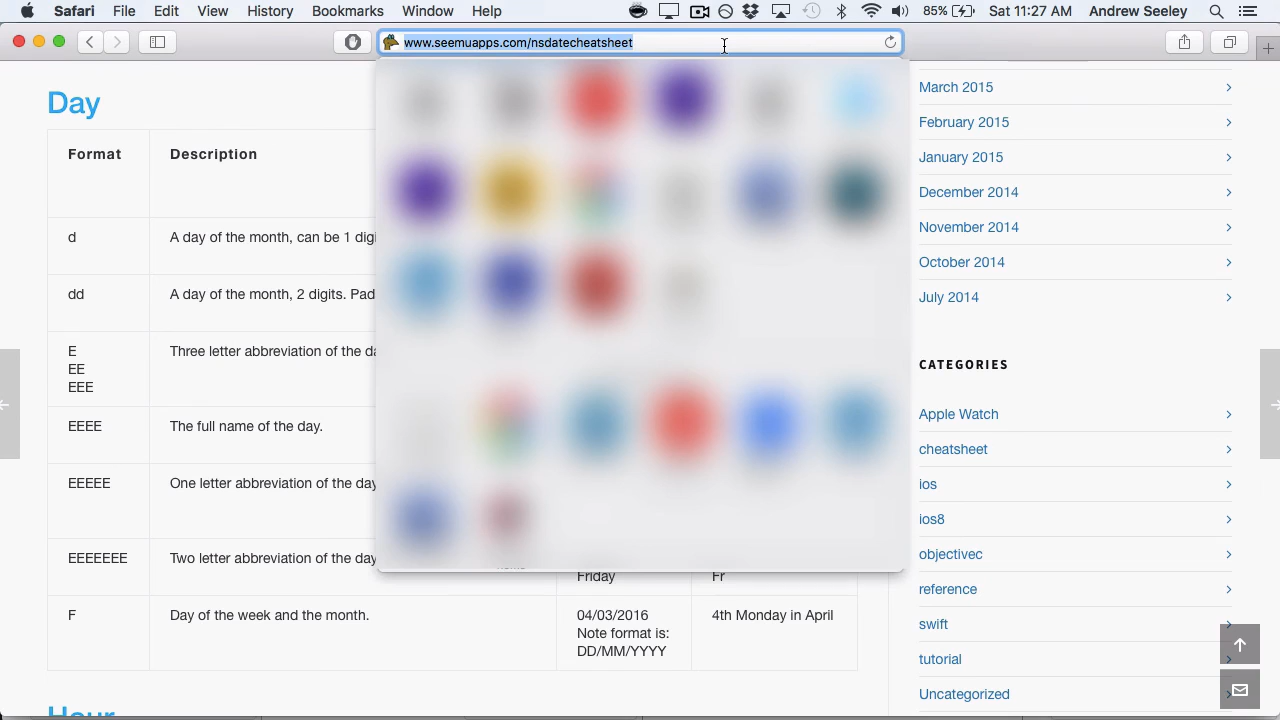 Safari File Edit View History Bookmarks Window Help 85% Sat 11:27 AM Andrew Seeley
www.seemuapps.com/nsdatecheatsheet
Day
Format Description
d A day of the month, can be 1 digi
dd A day of the month, 2 digits. Pad
E Three letter abbreviation of the da
EE
EEE
EEEE The full name of the day.
EEEEE One letter abbreviation of the day
EEEEEEE Two letter abbreviation of the day
Friday Fr
F Day of the week and the month. 04/03/2016 4th Monday in April
Note format is:
DD/MM/YYYY
Hour
March 2015
February 2015
January 2015
December 2014
November 2014
October 2014
July 2014
CATEGORIES
Apple Watch
cheatsheet
ios
ios8
objectivec
reference
swift
tutorial
Uncategorized